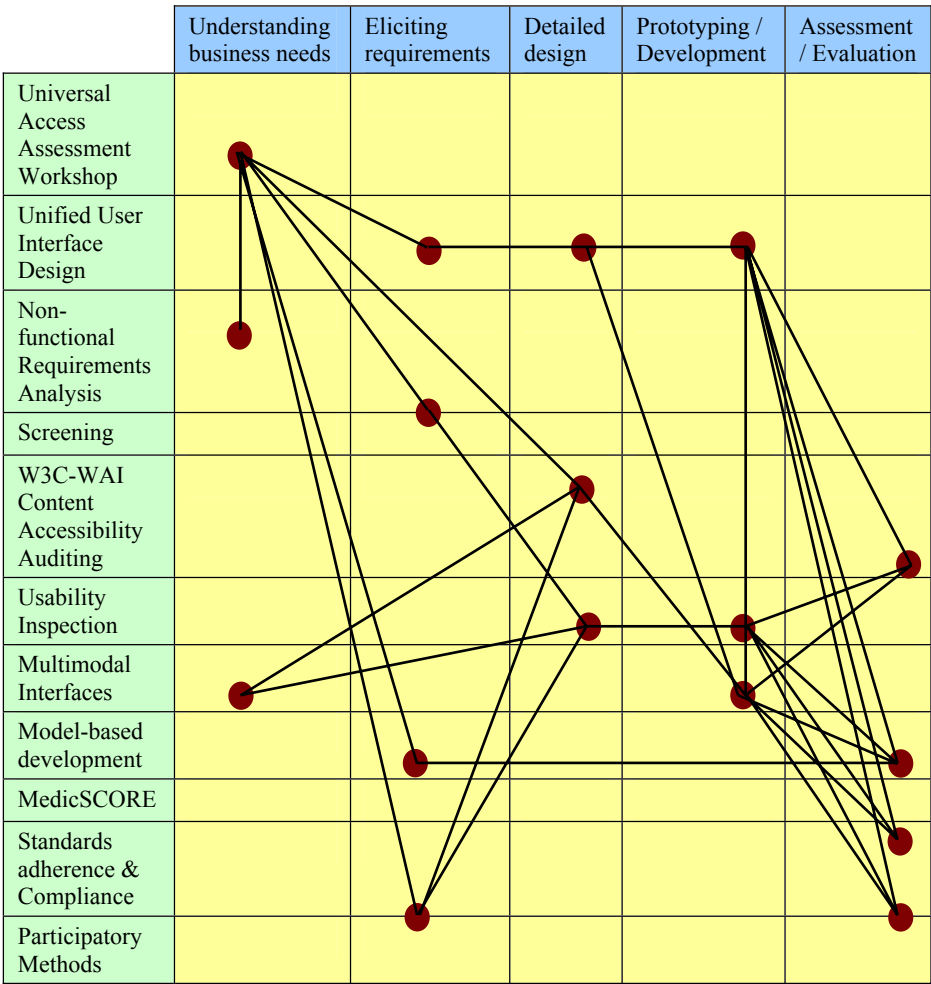 Understanding
business needs
Eliciting
requirements
Detailed
design
Prototyping /
Development
Assessment
/ Evaluation
Universal
Access
Assessment
Workshop
Unified User
Interface
Design
Non-
functional
Requirements
Analysis
Screening
W3C-WAI
Content
Accessibility
Auditing
Usability
Inspection
Multimodal
Interfaces
Model-based
development
MedicSCORE
Standards
adherence &
Compliance
Participatory
Methods